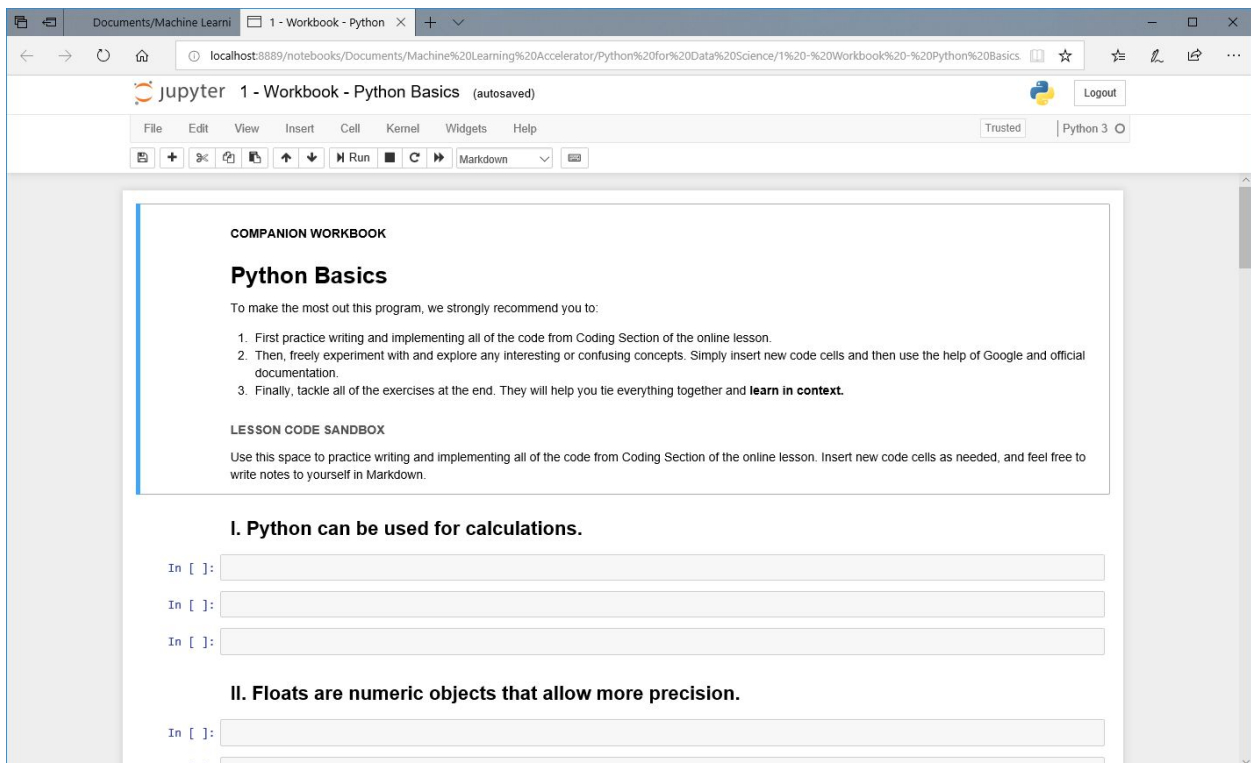 Documents/Machine Learni
1 - Workbook - Python
localhost:8889/notebooks/Documents/Machine%20Learning%20Accelerator/Python%20for%20Data%20Science/1%20-%20Workbook%20-%20Python%20Basics.
jupyter 1 - Workbook - Python Basics (autosaved)
Logout
File Edit View Insert Cell Kernel Widgets Help
Trusted
Python 3
Run
Markdown
COMPANION WORKBOOK
Python Basics
To make the most out this program, we strongly recommend you to:
1. First practice writing and implementing all of the code from Coding Section of the online lesson.
2. Then, freely experiment with and explore any interesting or confusing concepts. Simply insert new code cells and then use the help of Google and official
documentation.
3. Finally, tackle all of the exercises at the end. They will help you tie everything together and learn in context.
LESSON CODE SANDBOX
Use this space to practice writing and implementing all of the code from Coding Section of the online lesson. Insert new code cells as needed, and feel free to
write notes to yourself in Markdown.
I. Python can be used for calculations.
In [ ]:
In [ ]:
In [ ]:
II. Floats are numeric objects that allow more precision.
In [ ]: